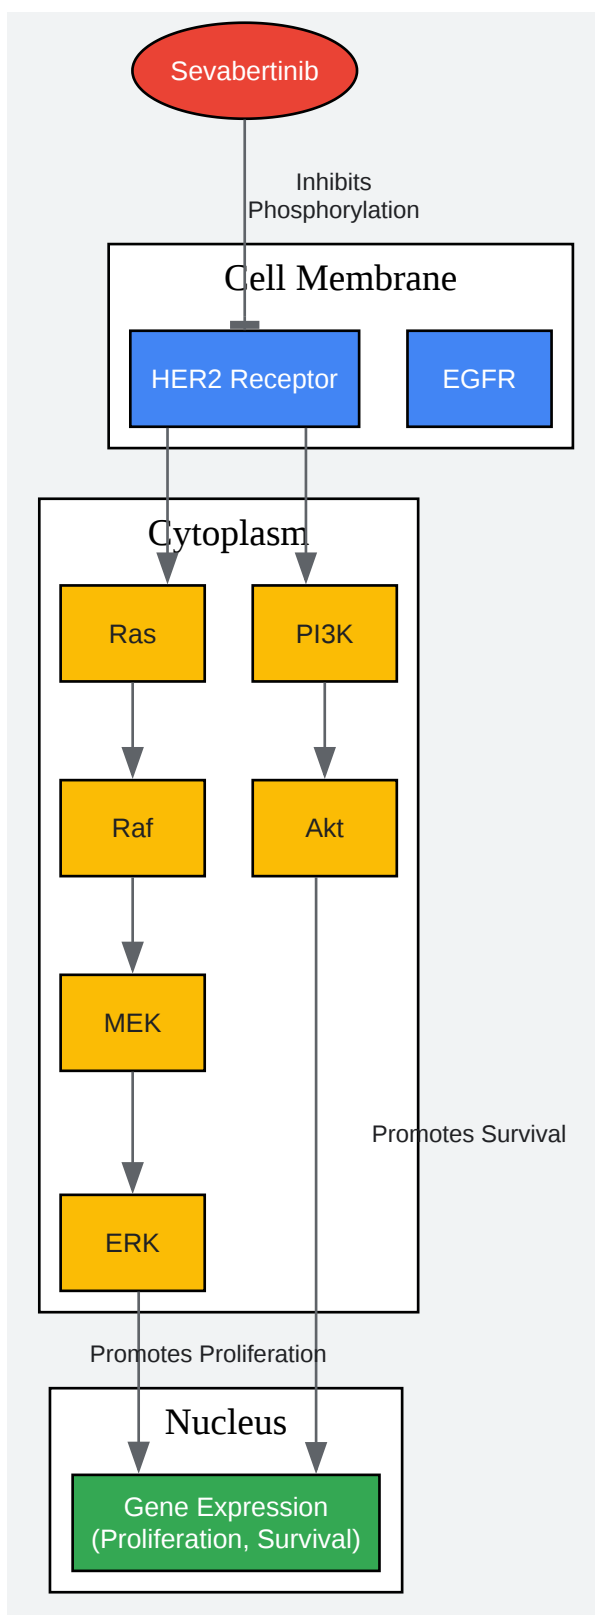 Sevabertinib
Inhibits
Phosphorylation
Cell Membrane
HER2 Receptor
EGFR
Cytoplasm
Ras
PI3K
Raf
Akt
MEK
Promotes Survival
ERK
Promotes Proliferation
Nucleus
Gene Expression
(Proliferation, Survival)